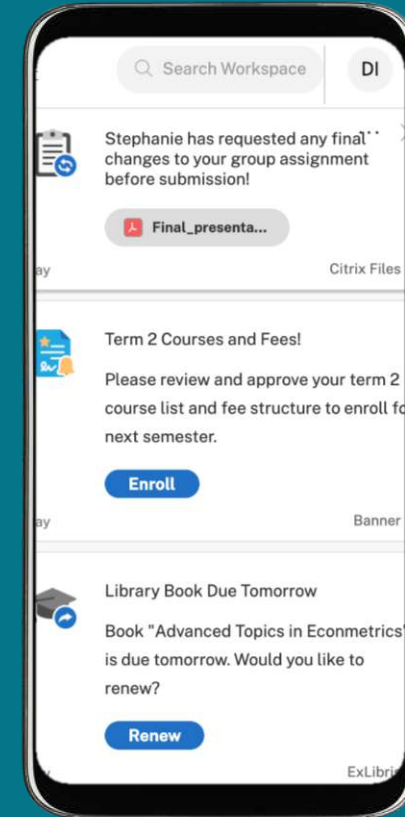 Search Workspace
DI
Stephanie has requested any final
changes to your group assignment
before submission!
Final_presenta...
ay
Citrix Files
Term 2 Courses and Fees!
Please review and approve your term 2
course list and fee structure to enroll fo
next semester.
Enroll
ay
Banner
Library Book Due Tomorrow
Book "Advanced Topics in Econmetrics"
is due tomorrow. Would you like to
renew?
Renew
ExLibri